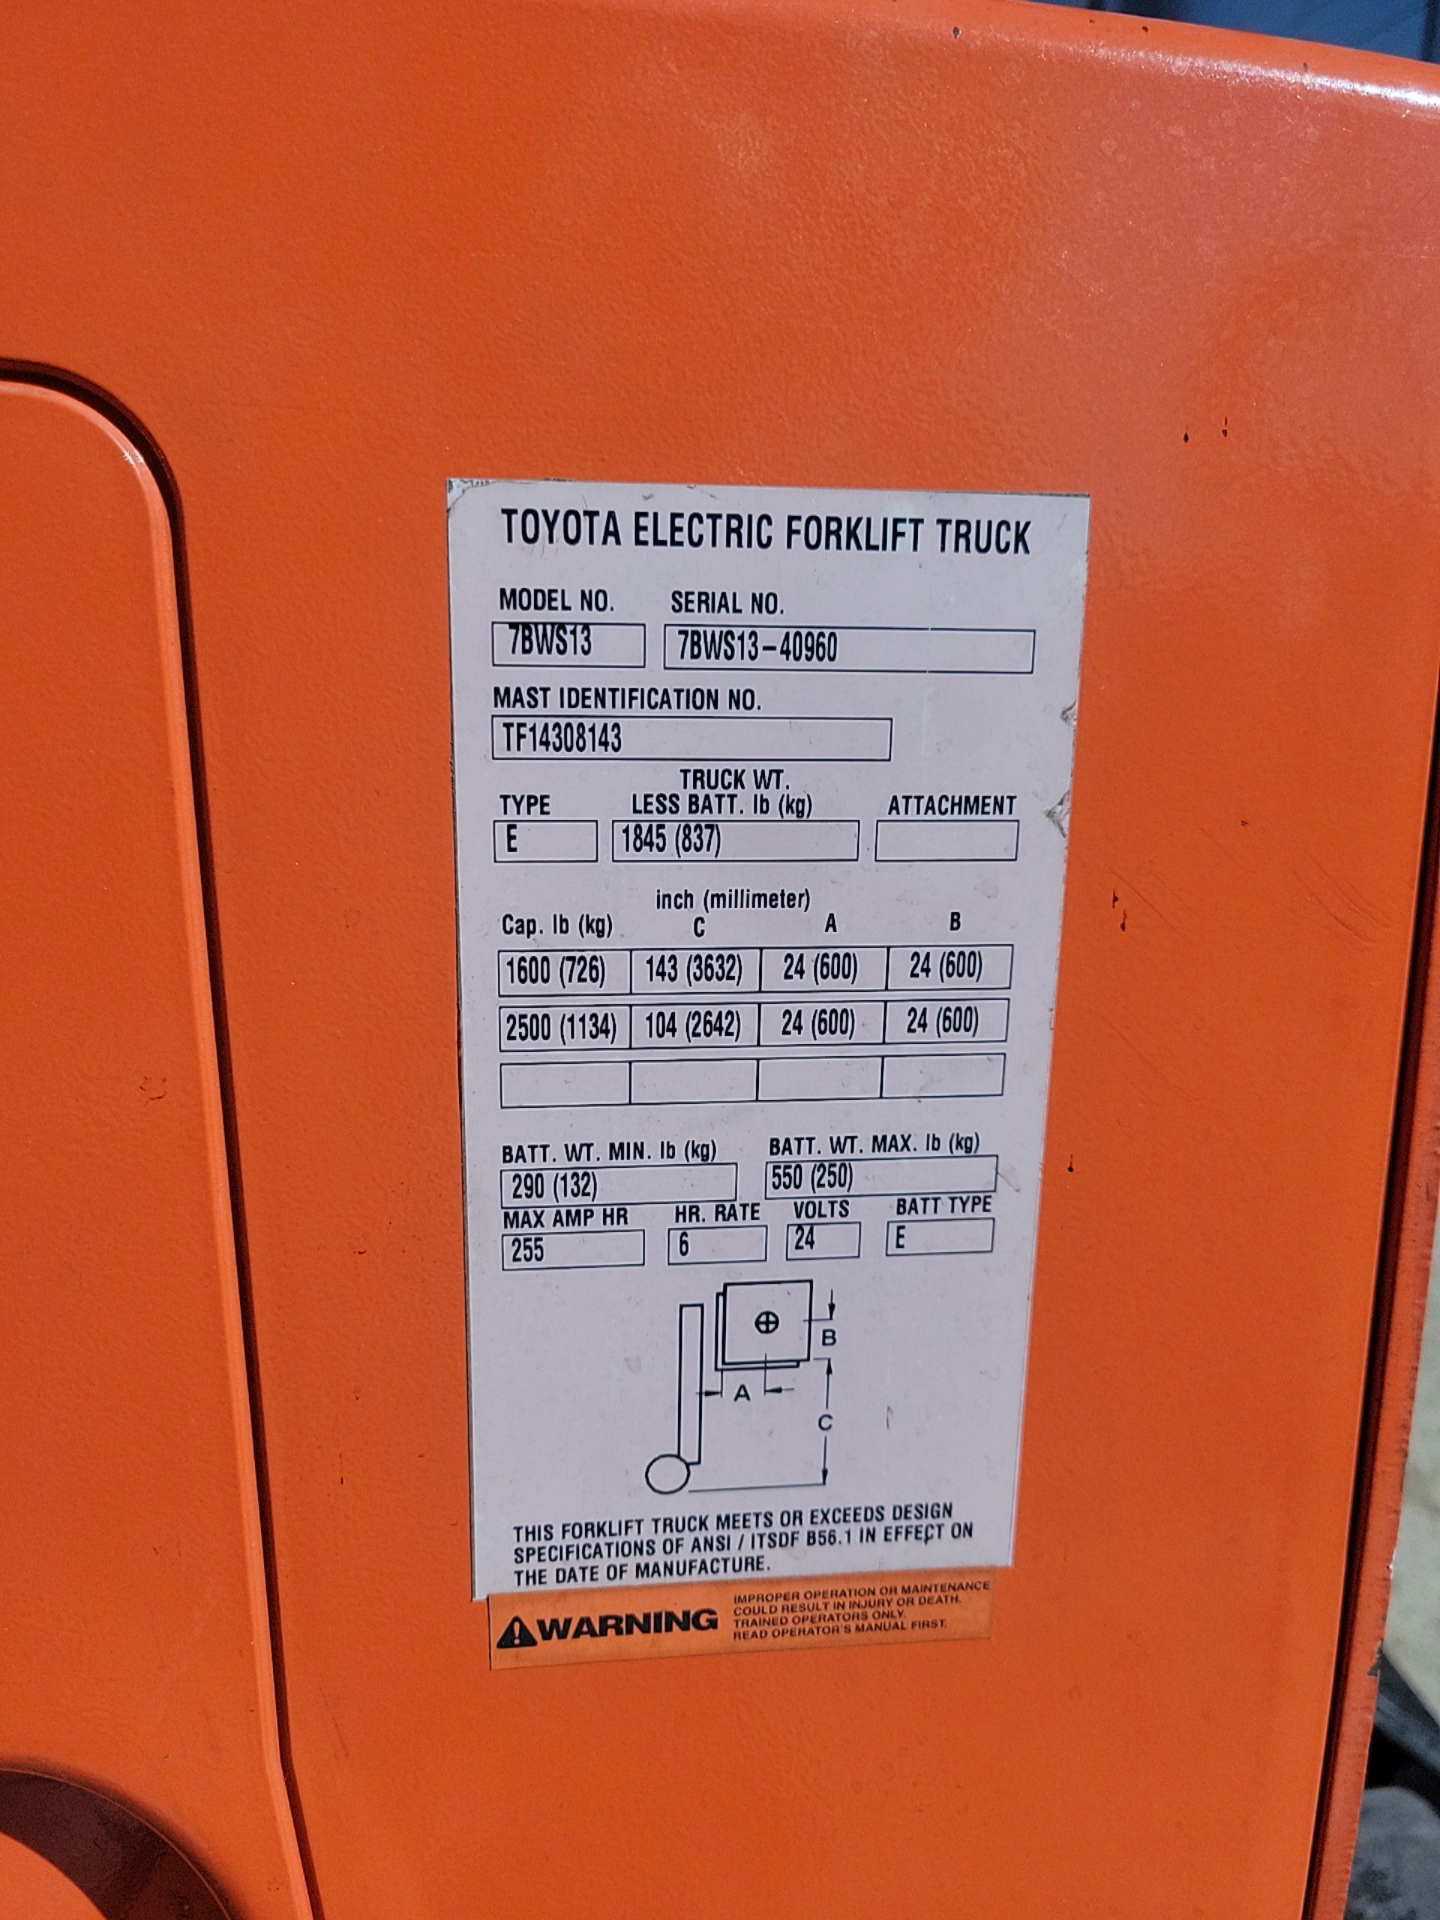 TOYOTA ELECTRIC FORKLIFT TRUCK
MODEL NO. SERIAL NO.
7BWS13 7BWS13-40960
MAST IDENTIFICATION NO.
TF14308143
TRUCK WT.
TYPE LESS BATT. lb (kg) ATTACHMENT
E 1845 (837)
inch (millimeter)
Cap. lb (kg) C A B
1600 (726) 143 (3632) 24 (600) 24 (600)
2500 (1134) 104 (2642) 24 (600) 24 (600)
BATT. WT. MIN. lb (kg) BATT. WT. MAX. lb (kg)
290 (132) 550 (250)
MAX AMP HR HR. RATE VOLTS BATT TYPE
255 6 24 E
B
A
C
THIS FORKLIFT TRUCK MEETS OR EXCEEDS DESIGN
SPECIFICATIONS OF ANSI / ITSDF B56.1 IN EFFECT ON
THE DATE OF MANUFACTURE.
WARNING
IMPROPER OPERATION OR MAINTENANCE
COULD RESULT IN INJURY OR DEATH.
TRAINED OPERATORS ONLY.
READ OPERATOR'S MANUAL FIRST.